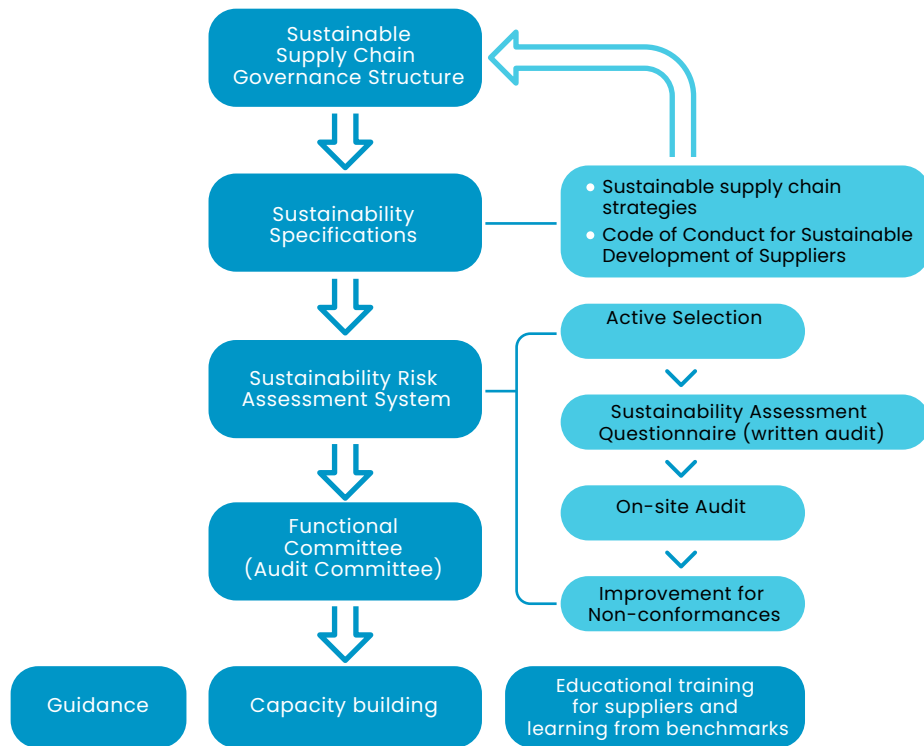 Sustainable
Supply Chain
Governance Structure
Sustainability
Specifications
Sustainable supply chain
strategies
Code of Conduct for Sustainable
Development of Suppliers
Sustainability Risk
Assessment System
Active Selection
Sustainability Assessment
Questionnaire (written audit)
On-site Audit
Improvement for
Non-conformances
Functional
Committee
(Audit Committee)
Guidance
Capacity building
Educational training
for suppliers and
learning from benchmarks